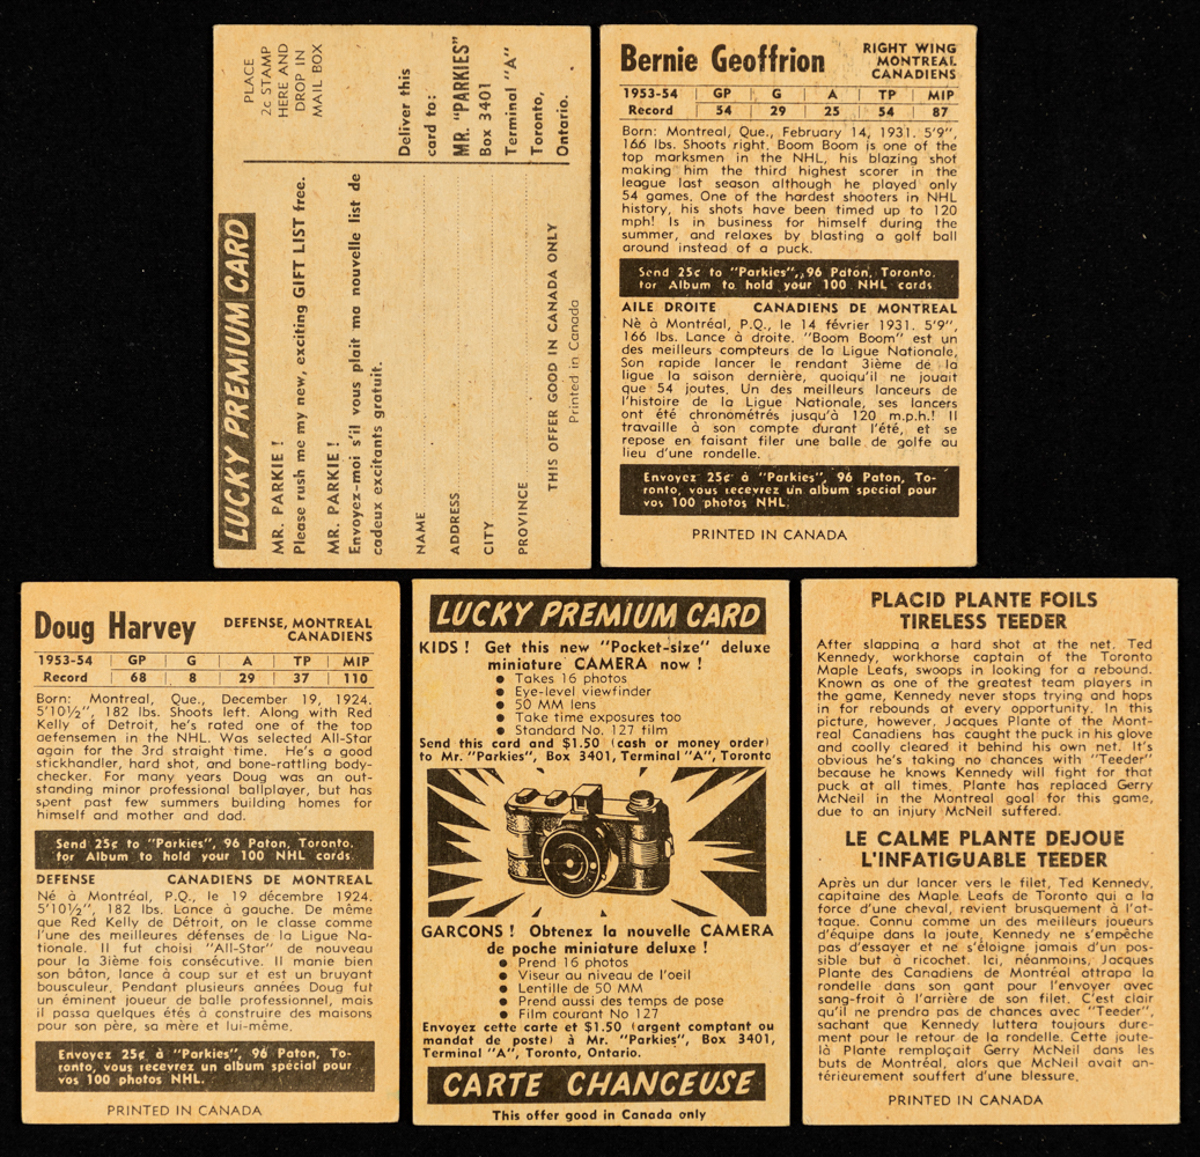 LUCKY PREMIUM CARD
MR. PARKIE !
Please rush me my new, exciting GIFT LIST free.
MR. PARKIE !
Envoyez-moi s'il vous plait ma nouvelle liste de
cadeux excitants gratuit.
NAME
ADDRESS
CITY
PROVINCE
THIS OFFER GOOD IN CANADA ONLY
Printed in Canada
PLACE
2c STAMP
HERE AND
DROP IN
MAIL BOX
Deliver this
card to:
MR. "PARKIES"
Box 3401
Terminal "A"
Toronto,
Ontario.
Bernie Geoffrion
RIGHT WING
MONTREAL
CANADIENS
1953-54 GP G A TP MIP
Record 54 29 25 54 87
Born: Montreal, Que., February 14, 1931. 5'9",
166 lbs. Shoots right. Boom Boom is one of the
top marksmen in the NHL, his blazing shot
making him the third highest scorer in the
league last season although he played only
54 games. One of the hardest shooters in NHL
history, his shots have been timed up to 120
mph! Is in business for himself during the
summer, and relaxes by blasting a golf ball
around instead of a puck.
Send 25c to "Parkies", 96 Paton, Toronto.
for Album to hold your 100 NHL cards
AILE DROITE CANADIENS DE MONTREAL
Nè à Montréal, P.Q., le 14 février 1931. 5'9",
166 lbs. Lance à droite. "Boom Boom" est un
des meilleurs compteurs de la Ligue Nationale,
Son rapide lancer le rendant 3ième de la
ligue la saison dernière, quoiqu'il ne jouait
que 54 joutes. Un des meilleurs lanceurs de
l'histoire de la Ligue Nationale, ses lancers
ont été chronométrés jusqu'à 120 m.p.h.! Il
travaille à son compte durant l'été, et se
repose en faisant filer une balle de golfe au
lieu d'une rondelle.
Envoyez 25¢ à "Parkies", 96 Paton, To-
ronto, vous recevrez un album spécial pour
vos 100 photos NHL.
PRINTED IN CANADA
Doug Harvey
DEFENSE, MONTREAL
CANADIENS
1953-54 GP G A TP MIP
Record 68 8 29 37 110
Born: Montreal, Que., December 19, 1924.
5'10½", 182 lbs. Shoots left. Along with Red
Kelly of Detroit, he's rated one of the top
defensemen in the NHL. Was selected All-Star
again for the 3rd straight time. He's a good
stickhandler, hard shot, and bone-rattling body-
checker. For many years Doug was an out-
standing minor professional ballplayer, but has
spent past few summers building homes for
himself and mother and dad.
Send 25c to "Parkies", 96 Paton, Toronto.
for Album to hold your 100 NHL cards.
DEFENSE CANADIENS DE MONTREAL
Né à Montréal, P.Q., le 19 décembre 1924.
5'10½", 182 lbs. Lance à gauche. De même
que Red Kelly de Détroit, on le classe comme
l'une des meilleures défenses de la Ligue Na-
tionale. Il fut choisi "All-Star" de nouveau
pour la 3ième fois consécutive. Il manie bien
son bâton, lance à coup sur et est un bruyant
bousculeur. Pendant plusieurs années Doug fut
un éminent joueur de balle professionnel, mais
il passa quelques étés à construire des maisons
pour son père, sa mère et lui-même.
Envoyez 25¢ à "Parkies", 96 Paton, To-
ronto, vous recevrez un album spécial pour
vos 100 photos NHL.
PRINTED IN CANADA
LUCKY PREMIUM CARD
KIDS ! Get this new "Pocket-size" deluxe
miniature CAMERA now !
● Takes 16 photos
● Eye-level viewfinder
● 50 MM lens
● Take time exposures too
● Standard No. 127 film
Send this card and $1.50 (cash or money order)
to Mr. "Parkies", Box 3401, Terminal "A", Toronto
GARCONS ! Obtenez la nouvelle CAMERA
de poche miniature deluxe !
● Prend 16 photos
● Viseur au niveau de l'oeil
● Lentille de 50 MM
● Prend aussi des temps de pose
● Film courant No 127
Envoyez cette carte et $1.50 (argent comptant ou
mandat de poste) à Mr. "Parkies", Box 3401,
Terminal "A", Toronto, Ontario.
CARTE CHANCEUSE
This offer good in Canada only
PLACID PLANTE FOILS
TIRELESS TEEDER
After slapping a hard shot at the net, Ted
Kennedy, workhorse captain of the Toronto
Maple Leafs, swoops in looking for a rebound.
Known as one of the greatest team players in
the game, Kennedy never stops trying and hops
in for rebounds at every opportunity. In this
picture, however, Jacques Plante of the Mont-
real Canadiens has caught the puck in his glove
and coolly cleared it behind his own net. It's
obvious he's taking no chances with "Teeder"
because he knows Kennedy will fight for that
puck at all times. Plante has replaced Gerry
McNeil in the Montreal goal for this game,
due to an injury McNeil suffered.
LE CALME PLANTE DEJOUE
L'INFATIGUABLE TEEDER
Après un dur lancer vers le filet, Ted Kennedy,
capitaine des Maple Leafs de Toronto qui a la
force d'une cheval, revient brusquement à l'at-
taque. Connu comme un des meilleurs joueurs
d'équipe dans la joute, Kennedy ne s'empêche
pas d'essayer et ne s'éloigne jamais d'un pos-
sible but à ricochet. Ici, néanmoins, Jacques
Plante des Canadiens de Montréal attrapa la
rondelle dans son gant pour l'envoyer avec
sang-froit à l'arrière de son filet. C'est clair
qu'il ne prendra pas de chances avec "Teeder",
sachant que Kennedy luttera toujours dure-
ment pour le retour de la rondelle. Cette joute-
là Plante remplaçait Gerry McNeil dans les
buts de Montréal, alors que McNeil avait an-
térieurement souffert d'une blessure.
PRINTED IN CANADA